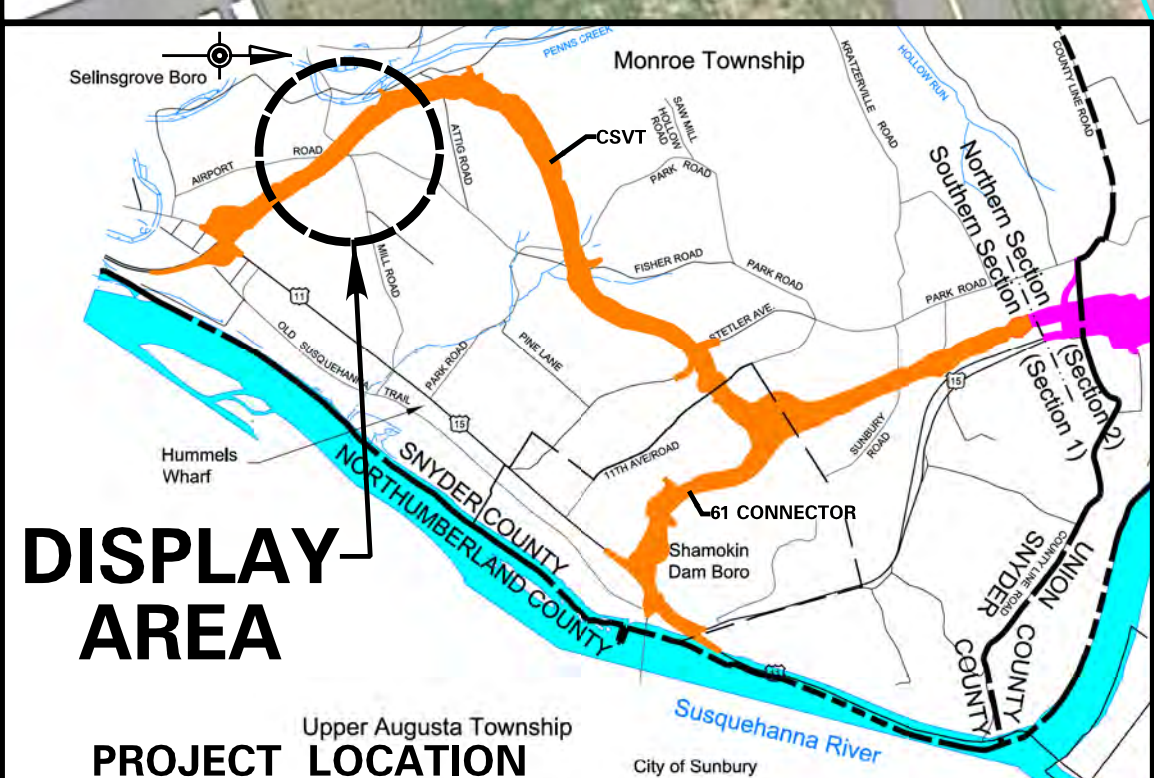 Selinsgrove Boro
PENNS CREEK
Monroe Township
KRATZERVILLE
ROAD
HOLLOW RUN
COUNTY LINE ROAD
AIRPORT
ROAD
ATTIG ROAD
CSVT
SAW MILL
HOLLOW
ROAD
PARK ROAD
Northern Section
Southern Section
(Section 2)
(Section 1)
MILL ROAD
FISHER ROAD
PARK ROAD
PARK ROAD
11
OLD SUSQUEHANNA TRAIL
PARK ROAD
PINE LANE
STETLER AVE.
15
15
SUNBURY
ROAD
Hummels
Wharf
11TH AVE/ROAD
SNYDER COUNTY
NORTHUMBERLAND COUNTY
61 CONNECTOR
DISPLAY
AREA
Shamokin
Dam Boro
UNION COUNTY
COUNTY LINE ROAD
SNYDER COUNTY
11
Susquehanna River
Upper Augusta Township
PROJECT LOCATION
City of Sunbury